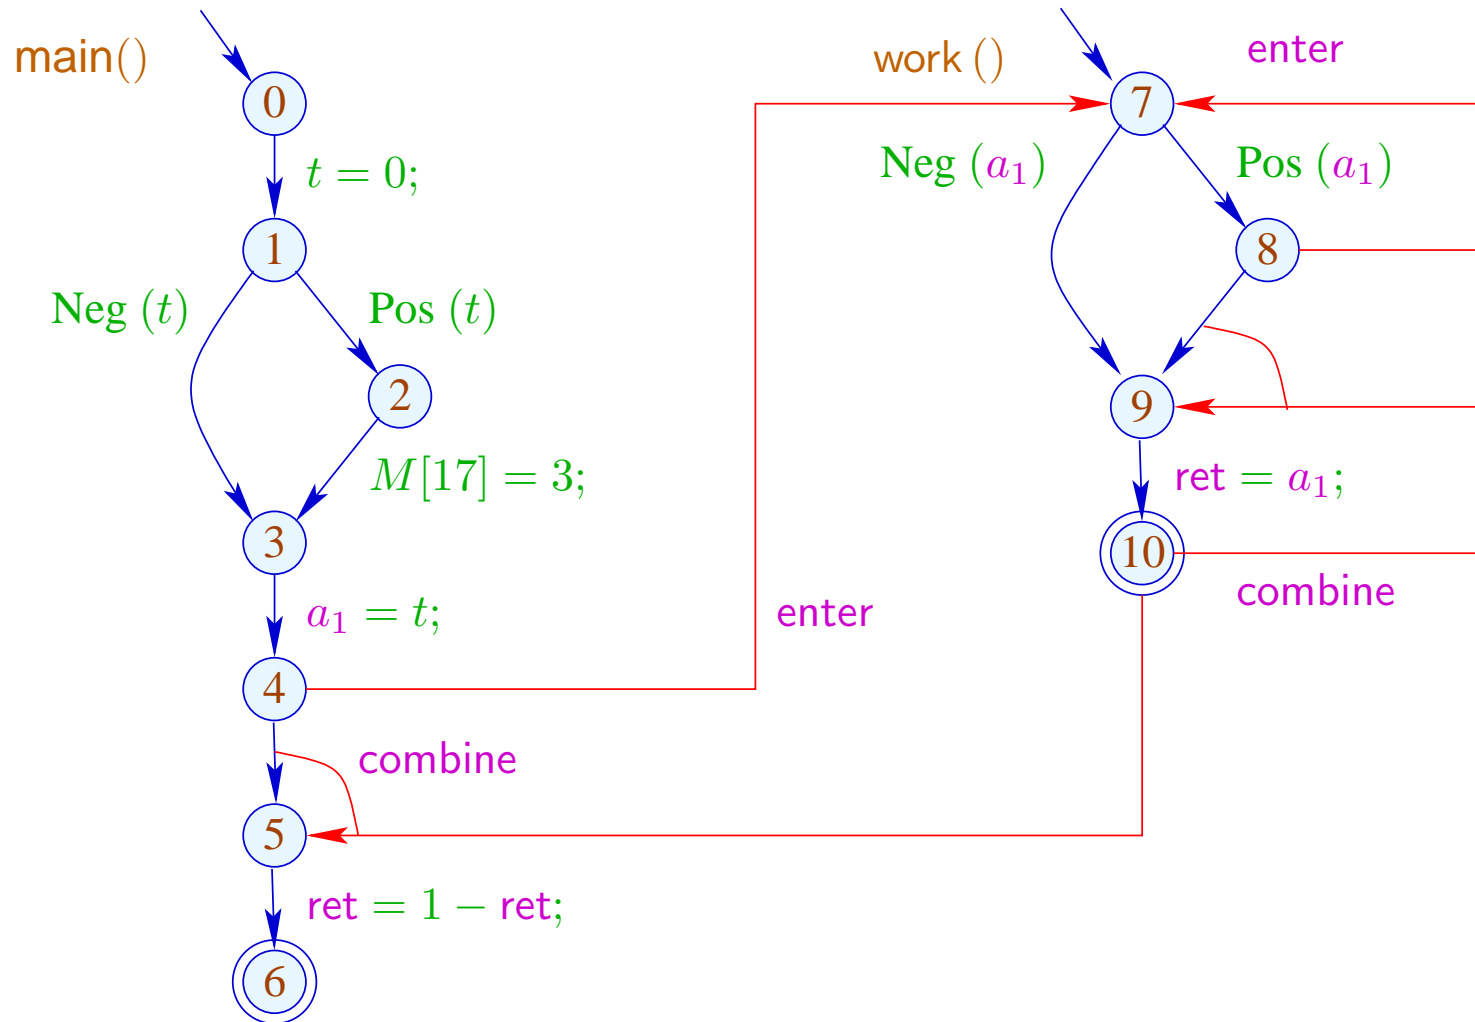 main()
0
t = 0;
1
Neg (t)
Pos (t)
2
M[17] = 3;
3
a₁ = t;
4
enter
combine
5
ret = 1 − ret;
6
work ()
7
enter
Neg (a₁)
Pos (a₁)
8
9
ret = a₁;
10
combine